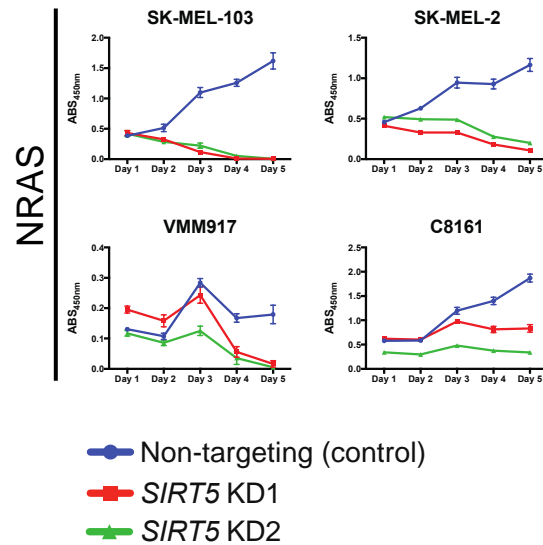 NRAS
SK-MEL-103
ABS450nm
2.0
1.5
1.0
0.5
0.0
Day 1 Day 2 Day 3 Day 4 Day 5
SK-MEL-2
ABS450nm
1.5
1.0
0.5
0.0
Day 1 Day 2 Day 3 Day 4 Day 5
VMM917
ABS450nm
0.4
0.3
0.2
0.1
0.0
Day 1 Day 2 Day 3 Day 4 Day 5
C8161
ABS450nm
2.5
2.0
1.5
1.0
0.5
0.0
Day 1 Day 2 Day 3 Day 4 Day 5
Non-targeting (control)
SIRT5 KD1
SIRT5 KD2